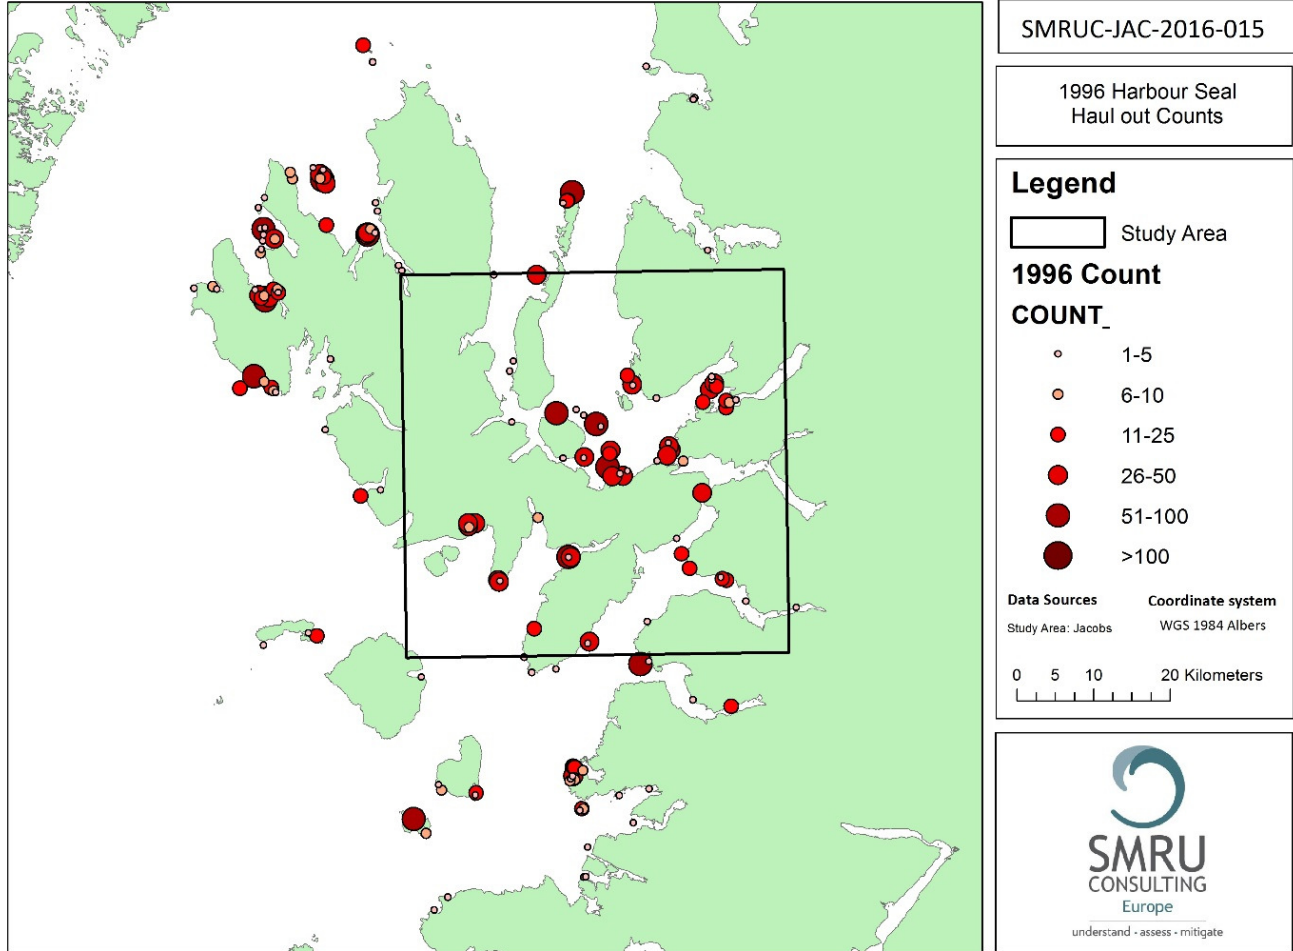 SMRUC-JAC-2016-015
1996 Harbour Seal
Haul out Counts
Legend
Study Area
1996 Count
COUNT_
1-5
6-10
11-25
26-50
51-100
>100
Data Sources
Coordinate system
Study Area: Jacobs
WGS 1984 Albers
0 5 10 20 Kilometers
SMRU
CONSULTING
Europe
understand - assess - mitigate